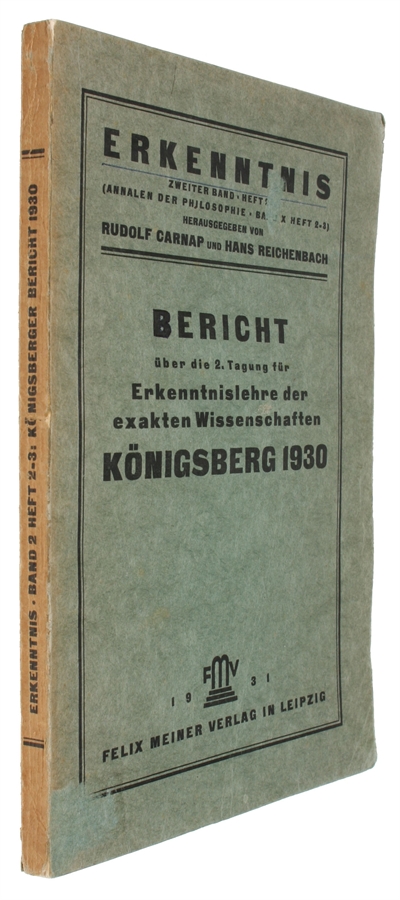 ERKENNTNIS · BAND 2 HEFT 2-3: KÖNIGSBERGER BERICHT 1930
ERKENNTNIS
ZWEITER BAND · HEFT
(ANNALEN DER PHILOSOPHIE · BAND X HEFT 2-3)
HERAUSGEGEBEN VON
RUDOLF CARNAP UND HANS REICHENBACH
BERICHT
über die 2. Tagung für
Erkenntnislehre der
exakten Wissenschaften
KÖNIGSBERG 1930
FMV
1931
FELIX MEINER VERLAG IN LEIPZIG